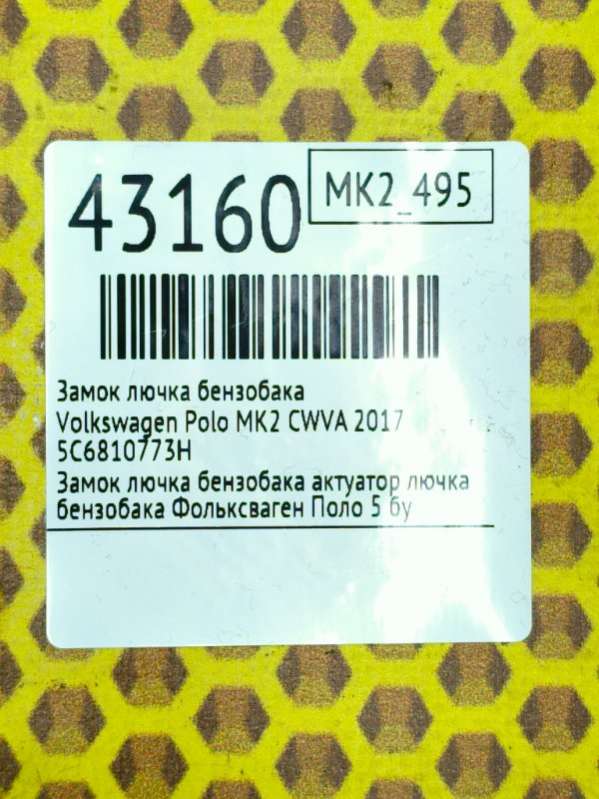 43160
MK2_495
Замок лючка бензобака
Volkswagen Polo MK2 CWVA 2017
5C6810773H
Замок лючка бензобака актуатор лючка
бензобака Фольксваген Поло 5 бу